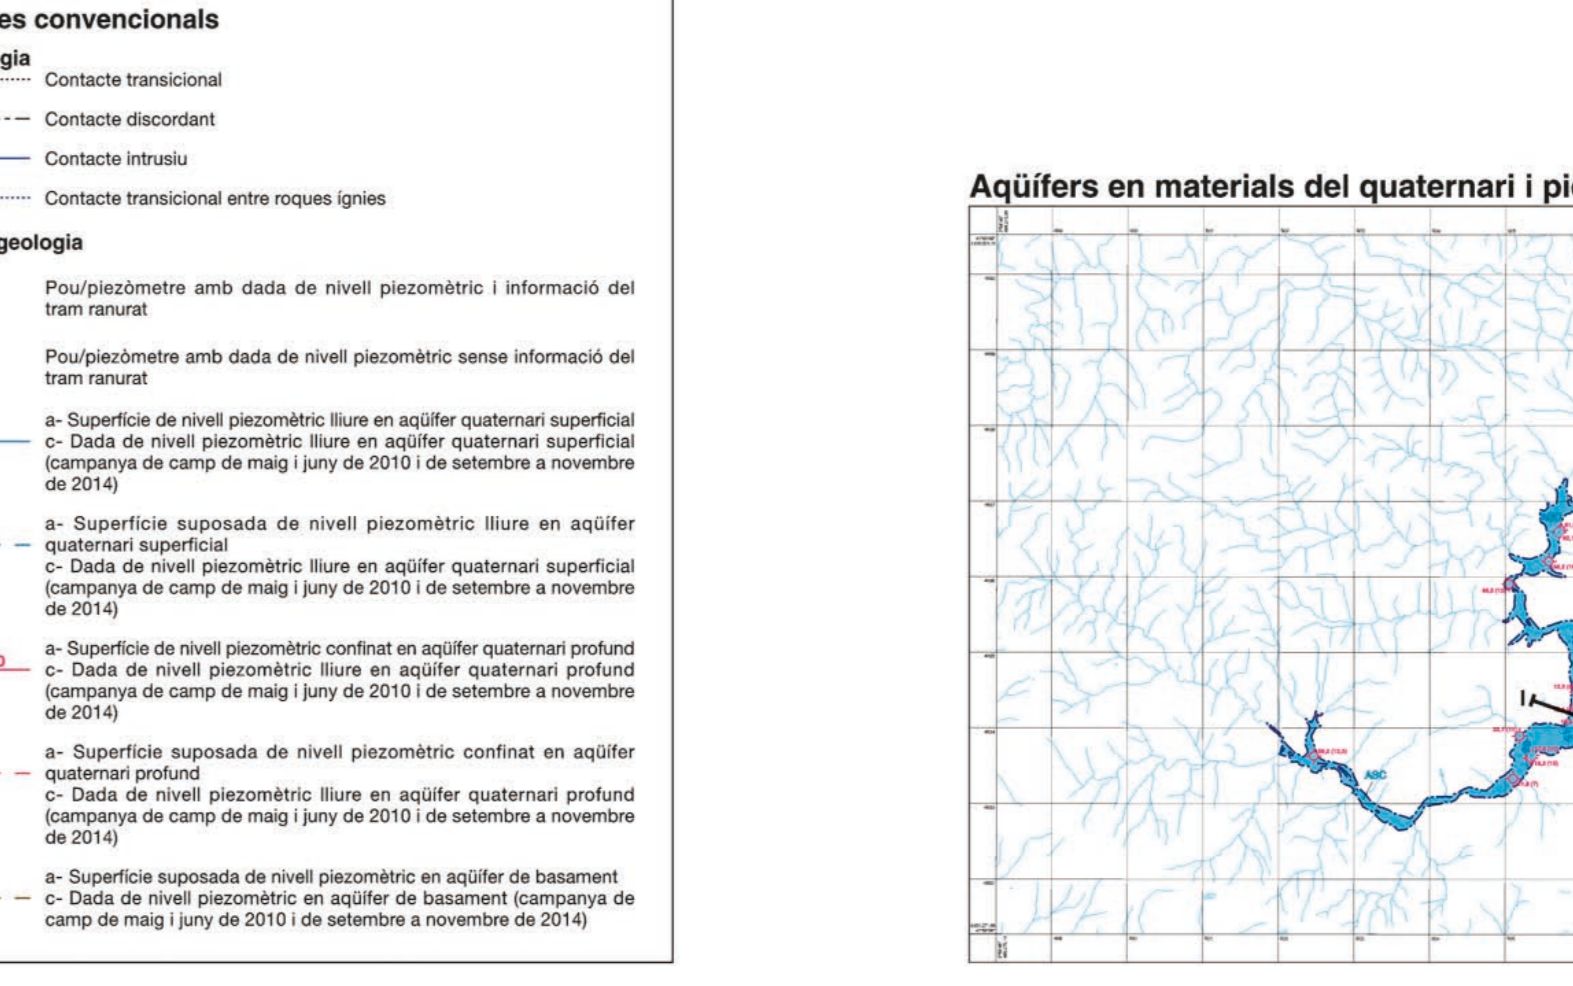 es convencionals
gia
Contacte transicional
Contacte discordant
Contacte intrusiu
Contacte transicional entre roques ígnies
geologia
Pou/piezòmetre amb dada de nivell piezomètric i informació del
tram ranurat
Pou/piezòmetre amb dada de nivell piezomètric sense informació del
tram ranurat
a- Superfície de nivell piezomètric lliure en aqüífer quaternari superficial
c- Dada de nivell piezomètric lliure en aqüífer quaternari superficial
(campanya de camp de maig i juny de 2010 i de setembre a novembre
de 2014)
a- Superfície suposada de nivell piezomètric lliure en aqüífer
quaternari superficial
c- Dada de nivell piezomètric lliure en aqüífer quaternari superficial
(campanya de camp de maig i juny de 2010 i de setembre a novembre
de 2014)
a- Superfície de nivell piezomètric confinat en aqüífer quaternari profund
c- Dada de nivell piezomètric lliure en aqüífer quaternari profund
(campanya de camp de maig i juny de 2010 i de setembre a novembre
de 2014)
a- Superfície suposada de nivell piezomètric confinat en aqüífer
quaternari profund
c- Dada de nivell piezomètric lliure en aqüífer quaternari profund
(campanya de camp de maig i juny de 2010 i de setembre a novembre
de 2014)
a- Superfície suposada de nivell piezomètric en aqüífer de basament
c- Dada de nivell piezomètric en aqüífer de basament (campanya de
camp de maig i juny de 2010 i de setembre a novembre de 2014)
Aqüífers en materials del quaternari i pi
I
ASC